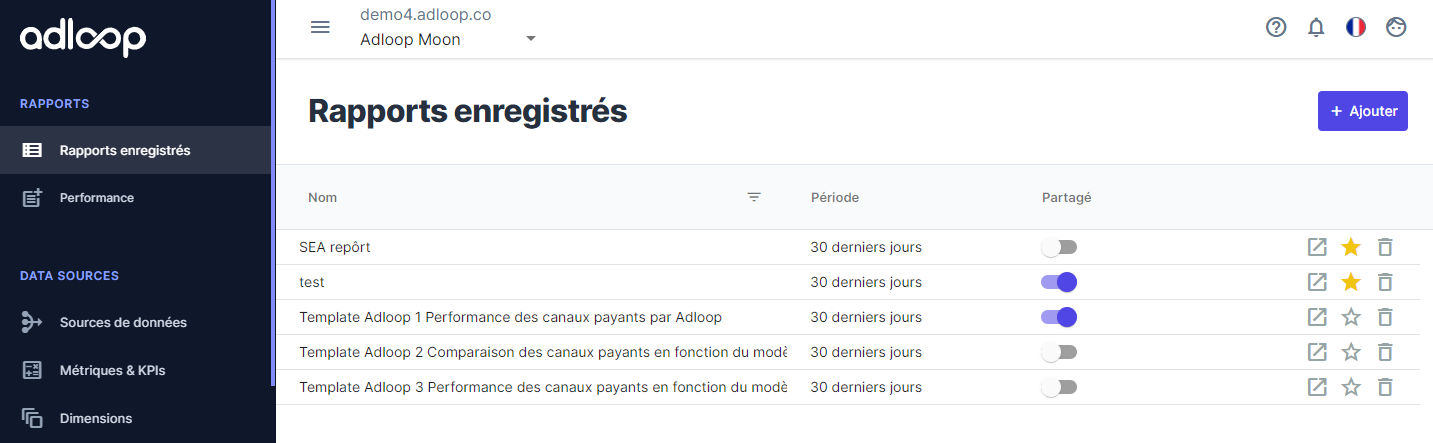 adloop
demo4.adloop.co
Adloop Moon
RAPPORTS
Rapports enregistrés
Performance
DATA SOURCES
Sources de données
Métriques & KPIs
Dimensions
Rapports enregistrés
+ Ajouter
Nom Période Partagé
SEA repôrt 30 derniers jours
test 30 derniers jours
Template Adloop 1 Performance des canaux payants par Adloop 30 derniers jours
Template Adloop 2 Comparaison des canaux payants en fonction du modè 30 derniers jours
Template Adloop 3 Performance des canaux payants en fonction du modè 30 derniers jours